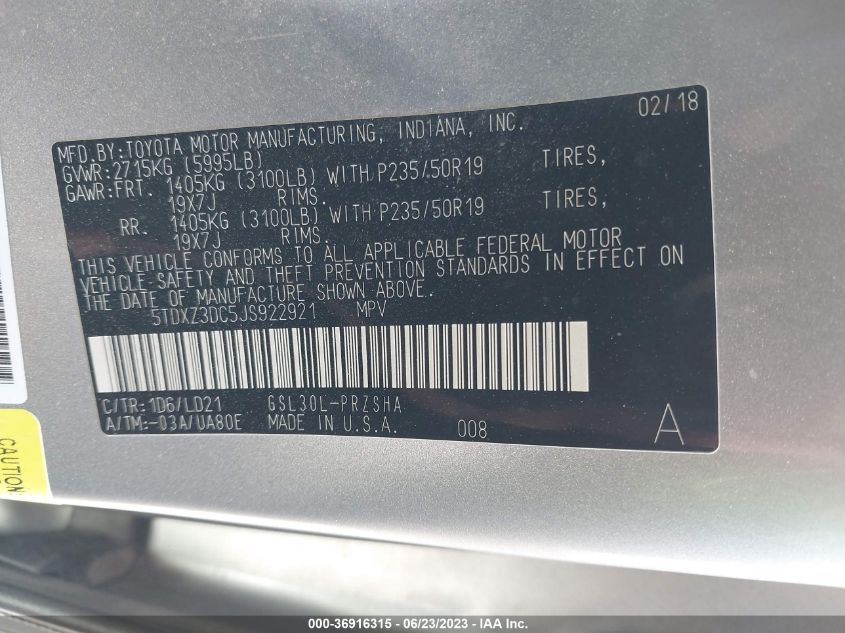 02/18
MFD.BY:TOYOTA MOTOR MANUFACTURING, INDIANA, INC.
GVWR:2715KG (5995LB)
GAWR:FRT. 1405KG (3100LB) WITH P235/50R19 TIRES,
19X7J RIMS.
RR. 1405KG (3100LB) WITH P235/50R19 TIRES,
19X7J RIMS.
THIS VEHICLE CONFORMS TO ALL APPLICABLE FEDERAL MOTOR
VEHICLE SAFETY AND THEFT PREVENTION STANDARDS IN EFFECT ON
THE DATE OF MANUFACTURE SHOWN ABOVE.
5TDXZ3DC5JS922921 MPV
C/TR:1D6/LD21 GSL30L-PRZSHA
A/TM:-03A/UA80E MADE IN U.S.A. 008 A
CAUTION
000-36916315 - 06/23/2023 - IAA Inc.